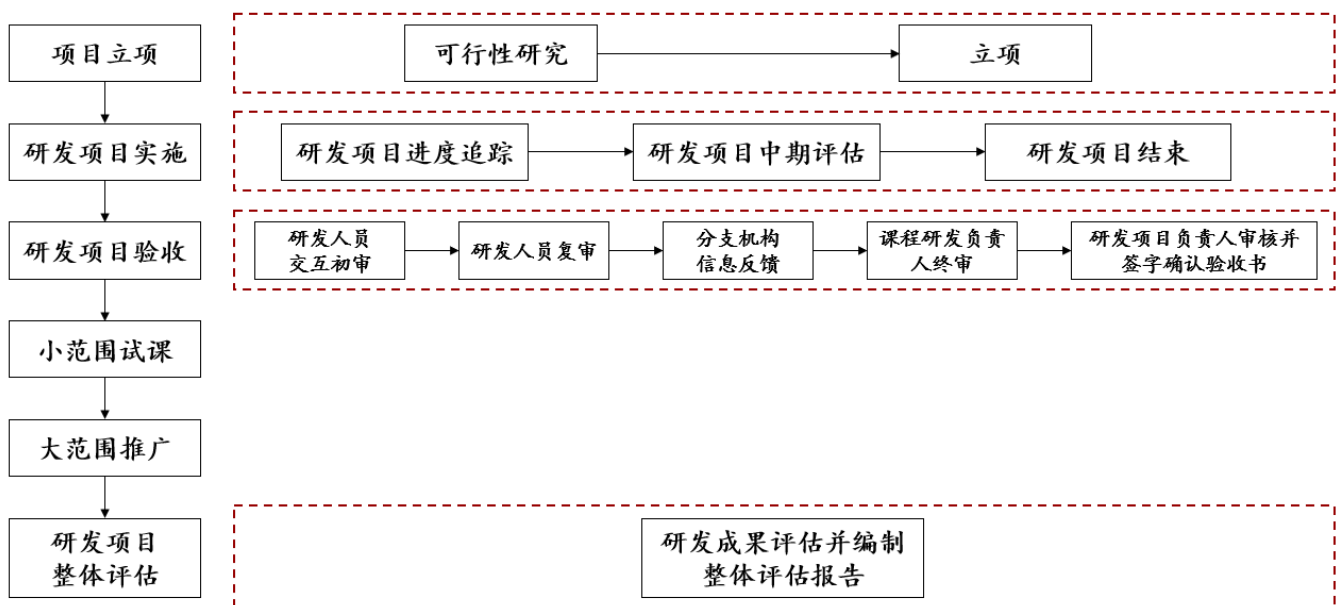 项目立项
可行性研究
立项
研发项目实施
研发项目进度追踪
研发项目中期评估
研发项目结束
研发项目验收
研发人员
交互初审
研发人员复审
分支机构
信息反馈
课程研发负责
人终审
研发项目负责人审核并
签字确认验收书
小范围试课
大范围推广
研发项目
整体评估
研发成果评估并编制
整体评估报告